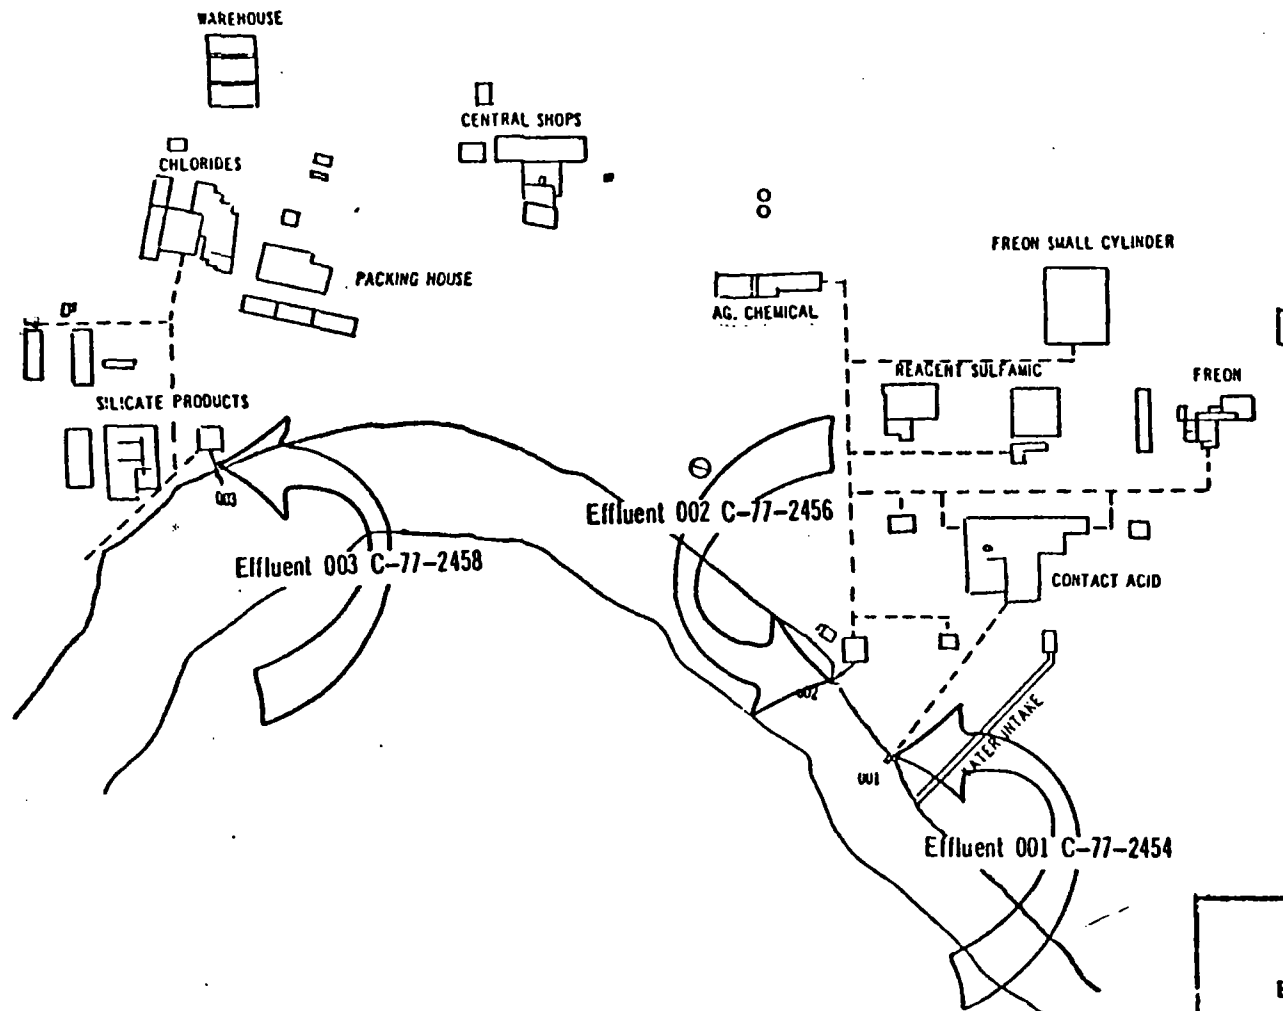 WAREHOUSE
CENTRAL SHOPS
CHLORIDES
FREON SMALL CYLINDER
PACKING HOUSE
AG. CHEMICAL
REAGENT SULFAMIC
FREON
SILICATE PRODUCTS
003
Effluent 002 C-77-2456
Effluent 003 C-77-2458
CONTACT ACID
002
WATER INTAKE
001
Effluent 001 C-77-2454